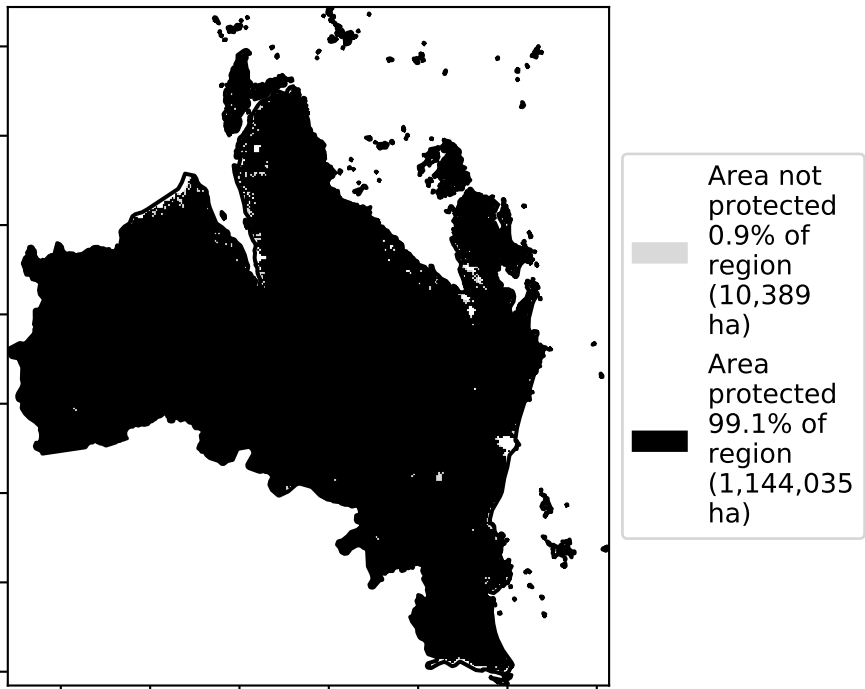 Area not
protected
0.9% of
region
(10,389
ha)
Area
protected
99.1% of
region
(1,144,035
ha)